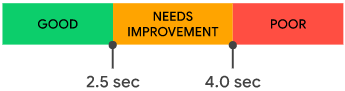 GOOD
NEEDS
IMPROVEMENT
POOR
2.5 sec
4.0 sec